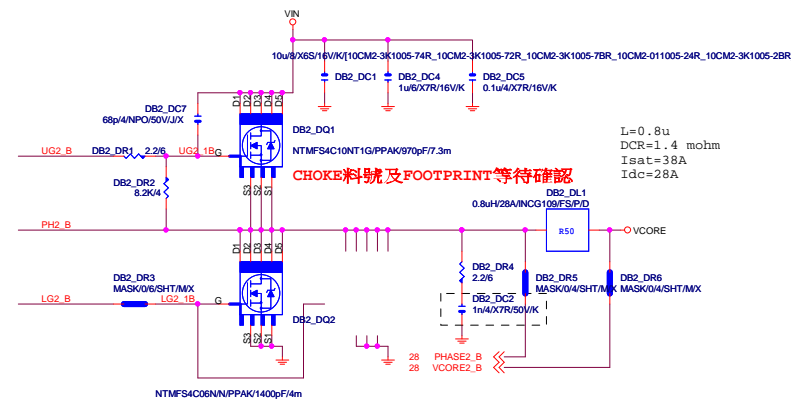 VIN
10u/8/X6S/16V/K/[10CM2-3K1005-74R_10CM2-3K1005-72R_10CM2-3K1005-7BR_10CM2-011005-24R_10CM2-3K1005-2BR
DB2_DC1
DB2_DC4
1u/6/X7R/16V/K
DB2_DC5
0.1u/4/X7R/16V/K
DB2_DC7
68p/4/NPO/50V/J/X
D1
D2
D3
D4
D5
DB2_DQ1
NTMFS4C10NT1G/PPAK/970pF/7.3m
L=0.8u
DCR=1.4 mohm
Isat=38A
Idc=28A
UG2_B
DB2_DR1
2.2/6
UG2_1B
G
DB2_DR2
8.2K/4
S3
S2
S1
CHOKE料號及FOOTPRINT等待確認
DB2_DL1
0.8uH/28A/INCG109/FS/P/D
R50
VCORE
PH2_B
D1
D2
D3
D4
D5
DB2_DR3
MASK/0/6/SHT/M/X
LG2_B
LG2_1B
G
DB2_DQ2
S3
S2
S1
NTMFS4C06N/N/PPAK/1400pF/4m
DB2_DR4
2.2/6
DB2_DC2
1n/4/X7R/50V/K
DB2_DR5
MASK/0/4/SHT/M/X
DB2_DR6
MASK/0/4/SHT/M/X
28 PHASE2_B
28 VCORE2_B